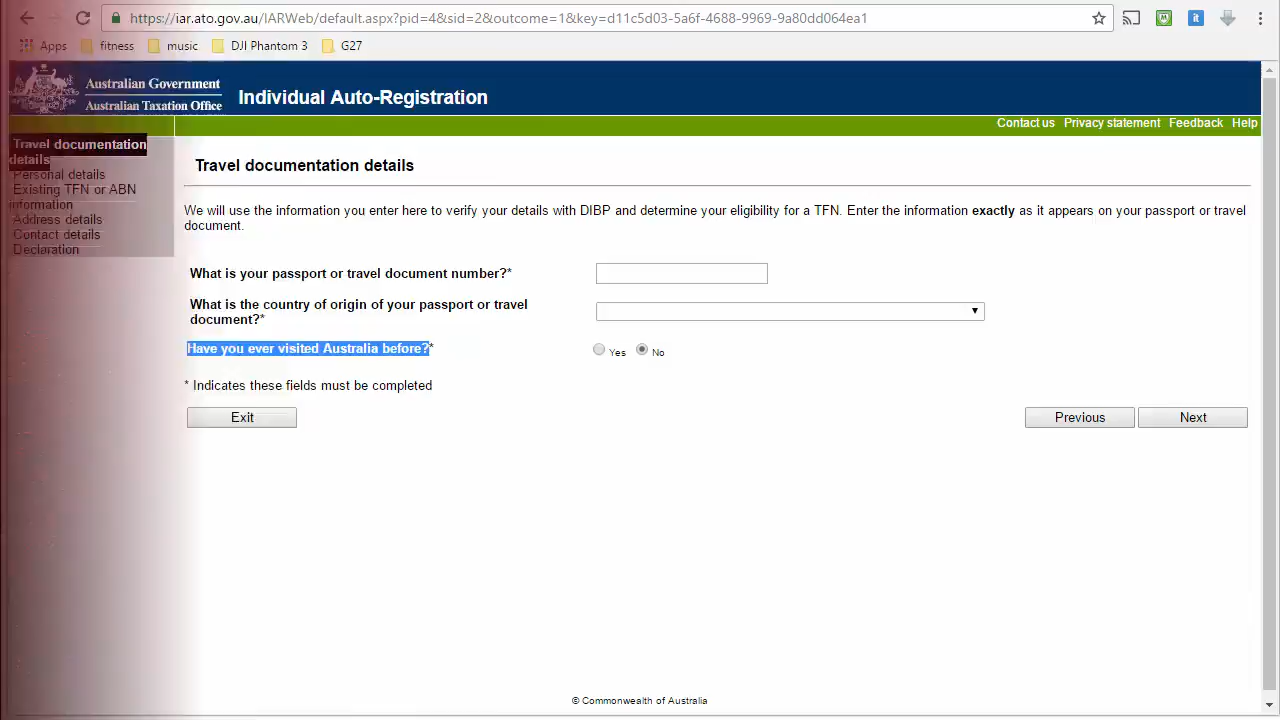 https://iar.ato.gov.au/IARWeb/default.aspx?pid=4&sid=2&outcome=1&key=d11c5d03-5a6f-4688-9969-9a80dd064ea1
Apps fitness music DJI Phantom 3 G27
Australian Government
Australian Taxation Office
Individual Auto-Registration
Contact us Privacy statement Feedback Help
Travel documentation
details
Personal details
Existing TFN or ABN
information
Address details
Contact details
Declaration
Travel documentation details
We will use the information you enter here to verify your details with DIBP and determine your eligibility for a TFN. Enter the information exactly as it appears on your passport or travel
document.
What is your passport or travel document number?*
What is the country of origin of your passport or travel
document?*
Have you ever visited Australia before?*
Yes No
* Indicates these fields must be completed
Exit Previous Next
© Commonwealth of Australia